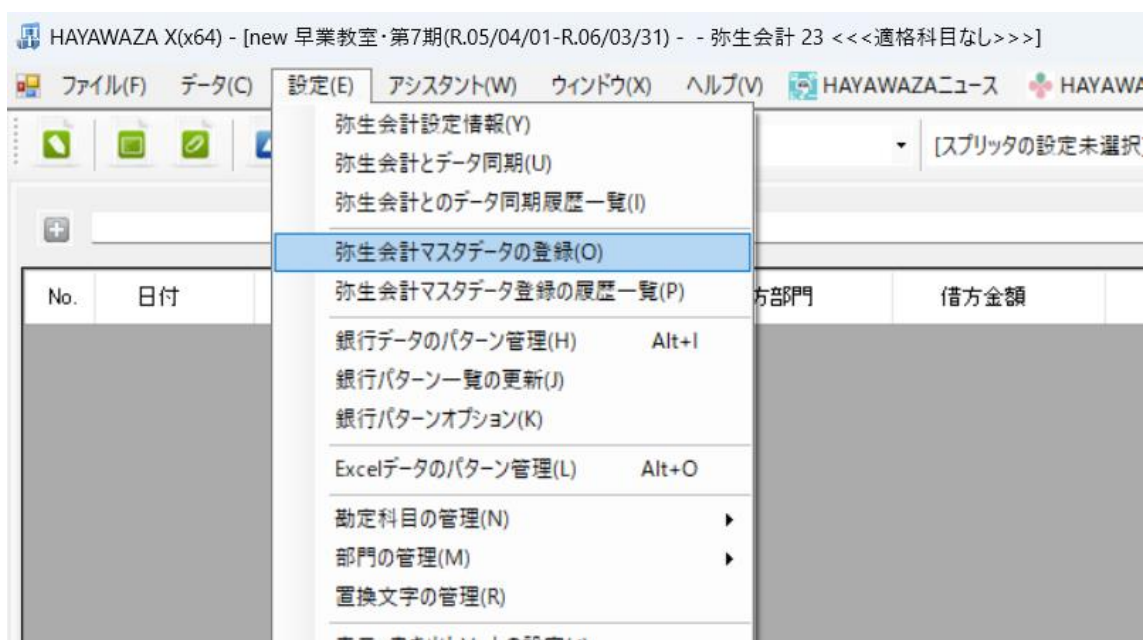 HAYAWAZA X(x64) - [new 早業教室・第7期(R.05/04/01-R.06/03/31) - - 弥生会計 23 <<<適格科目なし>>>]
ファイル(F) データ(C) 設定(E) アシスタント(W) ウィンドウ(X) ヘルプ(V) HAYAWAZAニュース HAYAWA
[スプリッタの設定未選択]
弥生会計設定情報(Y)
弥生会計とデータ同期(U)
弥生会計とのデータ同期履歴一覧(I)
弥生会計マスタデータの登録(O)
弥生会計マスタデータ登録の履歴一覧(P)
No. 日付 方部門 借方金額
銀行データのパターン管理(H) Alt+I
銀行パターン一覧の更新(J)
銀行パターンオプション(K)
Excelデータのパターン管理(L) Alt+O
勘定科目の管理(N)
部門の管理(M)
置換文字の管理(R)